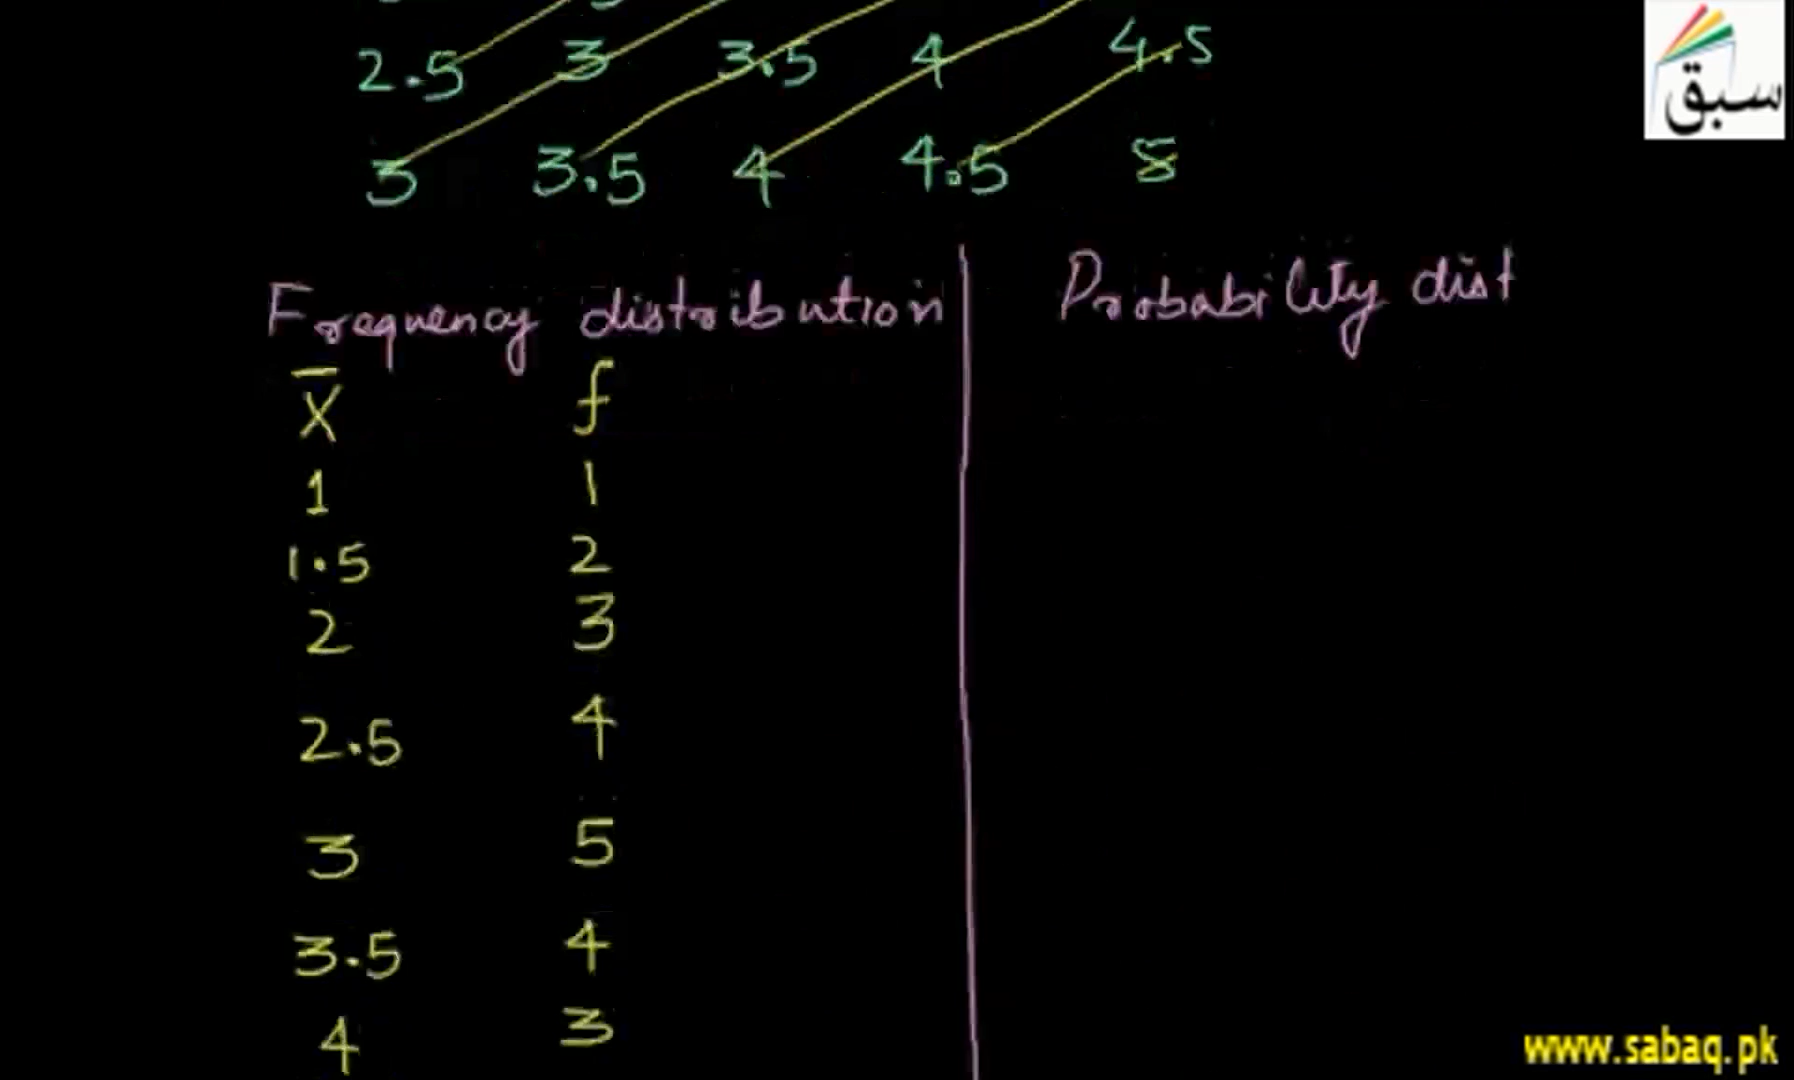 2.5 3 3.5 4 4.5
3 3.5 4 4.5 5
سبق
Frequency distribution Probability dist
X̄ f
1 1
1.5 2
2 3
2.5 4
3 5
3.5 4
4 3
www.sabaq.pk